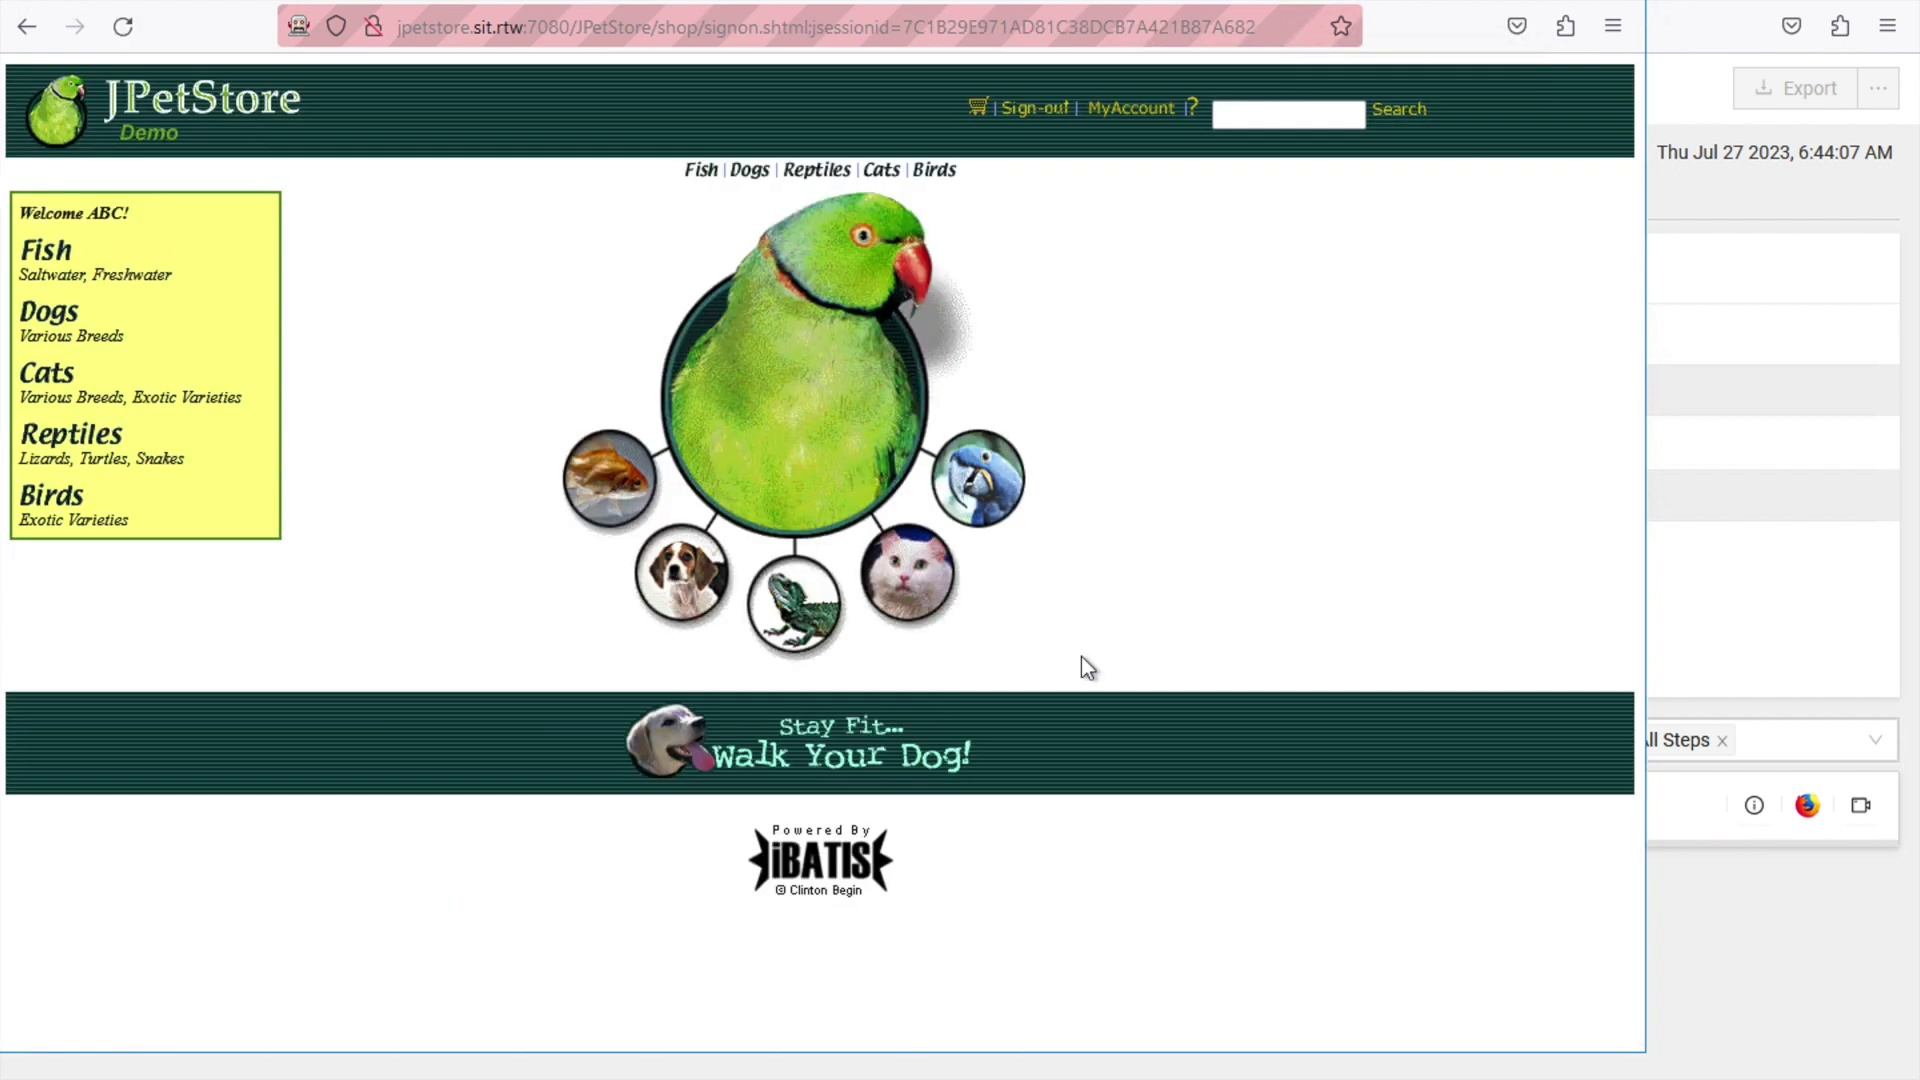 jpetstore.sit.rtw:7080/JPetStore/shop/signon.shtml;jsessionid=7C1B29E971AD81C38DCB7A421B87A682
Export
Thu Jul 27 2023, 6:44:07 AM
JPetStore
Demo
| Sign-out | MyAccount | ?
Search
Fish | Dogs | Reptiles | Cats | Birds
Welcome ABC!
Fish
Saltwater, Freshwater
Dogs
Various Breeds
Cats
Various Breeds, Exotic Varieties
Reptiles
Lizards, Turtles, Snakes
Birds
Exotic Varieties
Stay Fit...
Walk Your Dog!
Steps
Powered By
iBATIS
© Clinton Begin